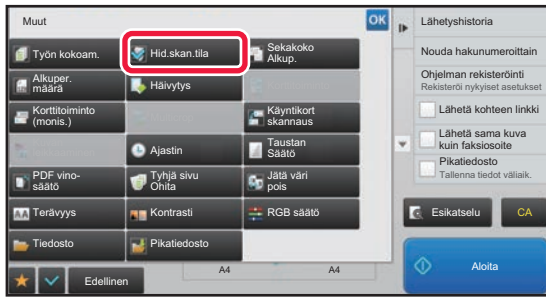 Muut
OK
Työn kokoam.
Hid.skan.tila
Sekakoko
Alkup.
Alkuper.
määrä
Häivytys
Korttitoiminto
(monis.)
Käyntikort
skannaus
Ajastin
Taustan
Säätö
PDF vino-
säätö
Tyhjä sivu
Ohita
Jätä väri
pois
Terävyys
Kontrasti
RGB säätö
Tiedosto
Pikatiedosto
Edellinen
A4
A4
Lähetyshistoria
Nouda hakunumeroittain
Ohjelman rekisteröinti
Rekisteröi nykyiset asetukset
Lähetä kohteen linkki
Lähetä sama kuva
kuin faksiosoite
Pikatiedosto
Tallenna tiedot väliaik.
Esikatselu
CA
Aloita